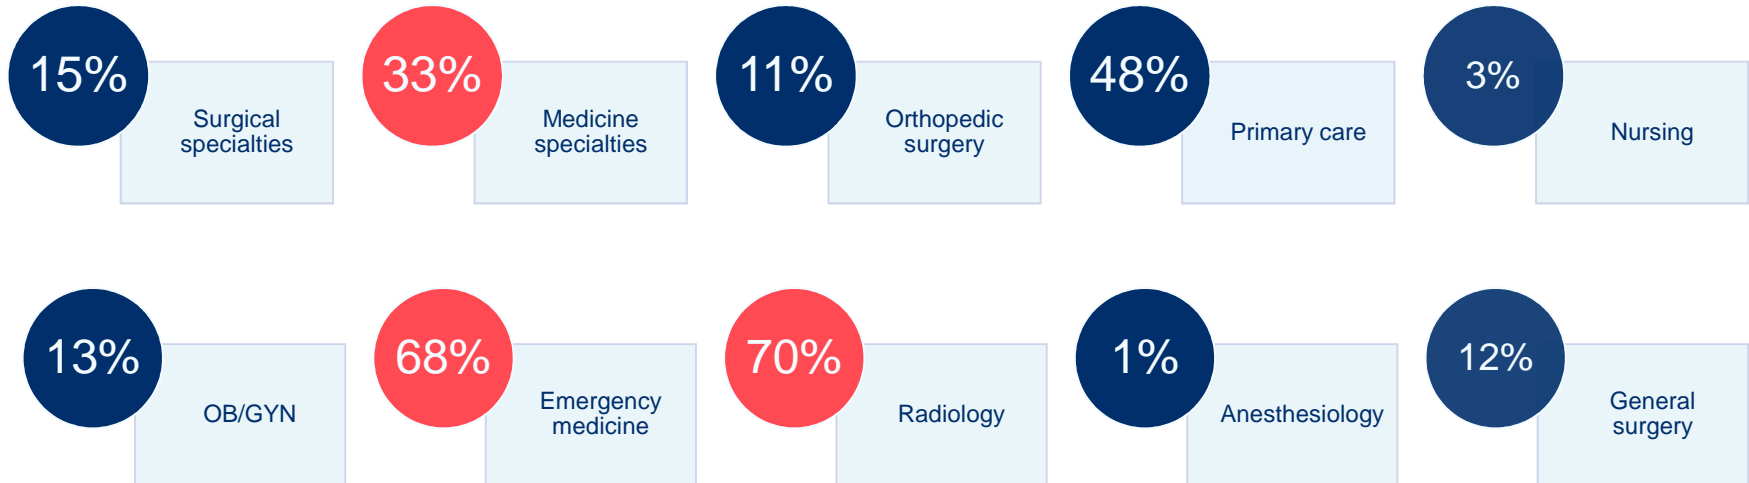 15%
Surgical
specialties
33%
Medicine
specialties
11%
Orthopedic
surgery
48%
Primary care
3%
Nursing
13%
OB/GYN
68%
Emergency
medicine
70%
Radiology
1%
Anesthesiology
12%
General
surgery